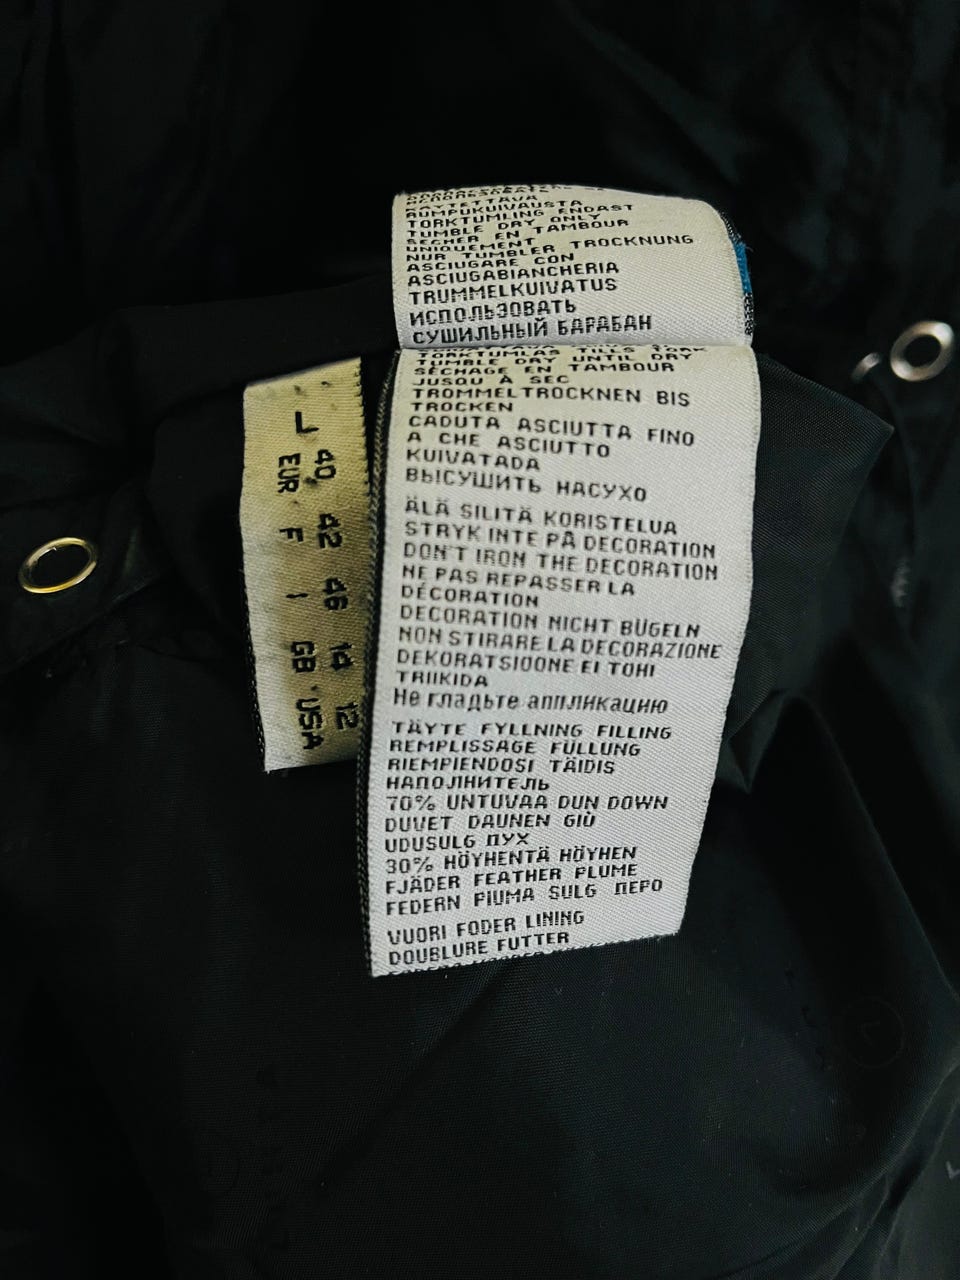 KÄYTETTÄVÄ
RUMPUKUIVAUSTA
TORKTUMLING ENDAST
TUMBLE DRY ONLY
SECHER EN TAMBOUR
UNIQUEMENT
NUR TUMBLER TROCKNUNG
ASCIUGARE CON
ASCIUGABIANCHERIA
TRUMMELKUIVATUS
ИСПОЛЬЗОВАТЬ
СУШИЛЬНЫЙ БАРАБАН
TORKTUMLAS TILLS TORR
TUMBLE DRY UNTIL DRY
SÉCHAGE EN TAMBOUR
JUSQU À SEC
TROMMELTROCKNEN BIS
TROCKEN
CADUTA ASCIUTTA FINO
A CHE ASCIUTTO
KUIVATADA
ВЫСУШИТЬ НАСУХО
ÄLÄ SILITÄ KORISTELUA
STRYK INTE PÅ DECORATION
DON'T IRON THE DECORATION
NE PAS REPASSER LA
DÉCORATION
DECORATION NICHT BÜGELN
NON STIRARE LA DECORAZIONE
DEKORATSIOONE EI TOHI
TRIIKIDA
Не гладьте аппликацию
TÄYTE FYLLNING FILLING
REMPLISSAGE FÜLLUNG
RIEMPIENDOSI TÄIDIS
НАПОЛНИТЕЛЬ
70% UNTUVAA DUN DOWN
DUVET DAUNEN GIÙ
UDUSULG ПУХ
30% HÖYHENTÄ HÖYHEN
FJÄDER FEATHER PLUME
FEDERN PIUMA SULG ПЕРО
VUORI FODER LINING
DOUBLURE FUTTER
L
40 42 46 14 12
EUR F I GB USA